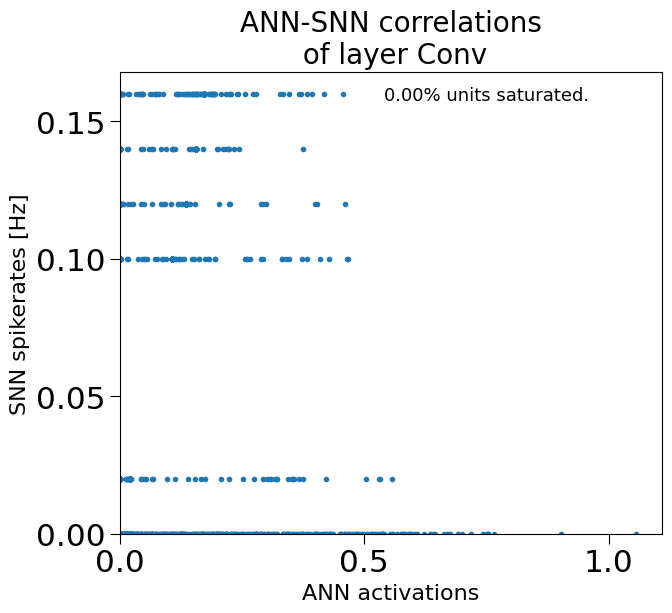 ANN-SNN correlations
of layer Conv
0.00% units saturated.
SNN spikerates [Hz]
0.15
0.10
0.05
0.00
0.0 0.5 1.0
ANN activations